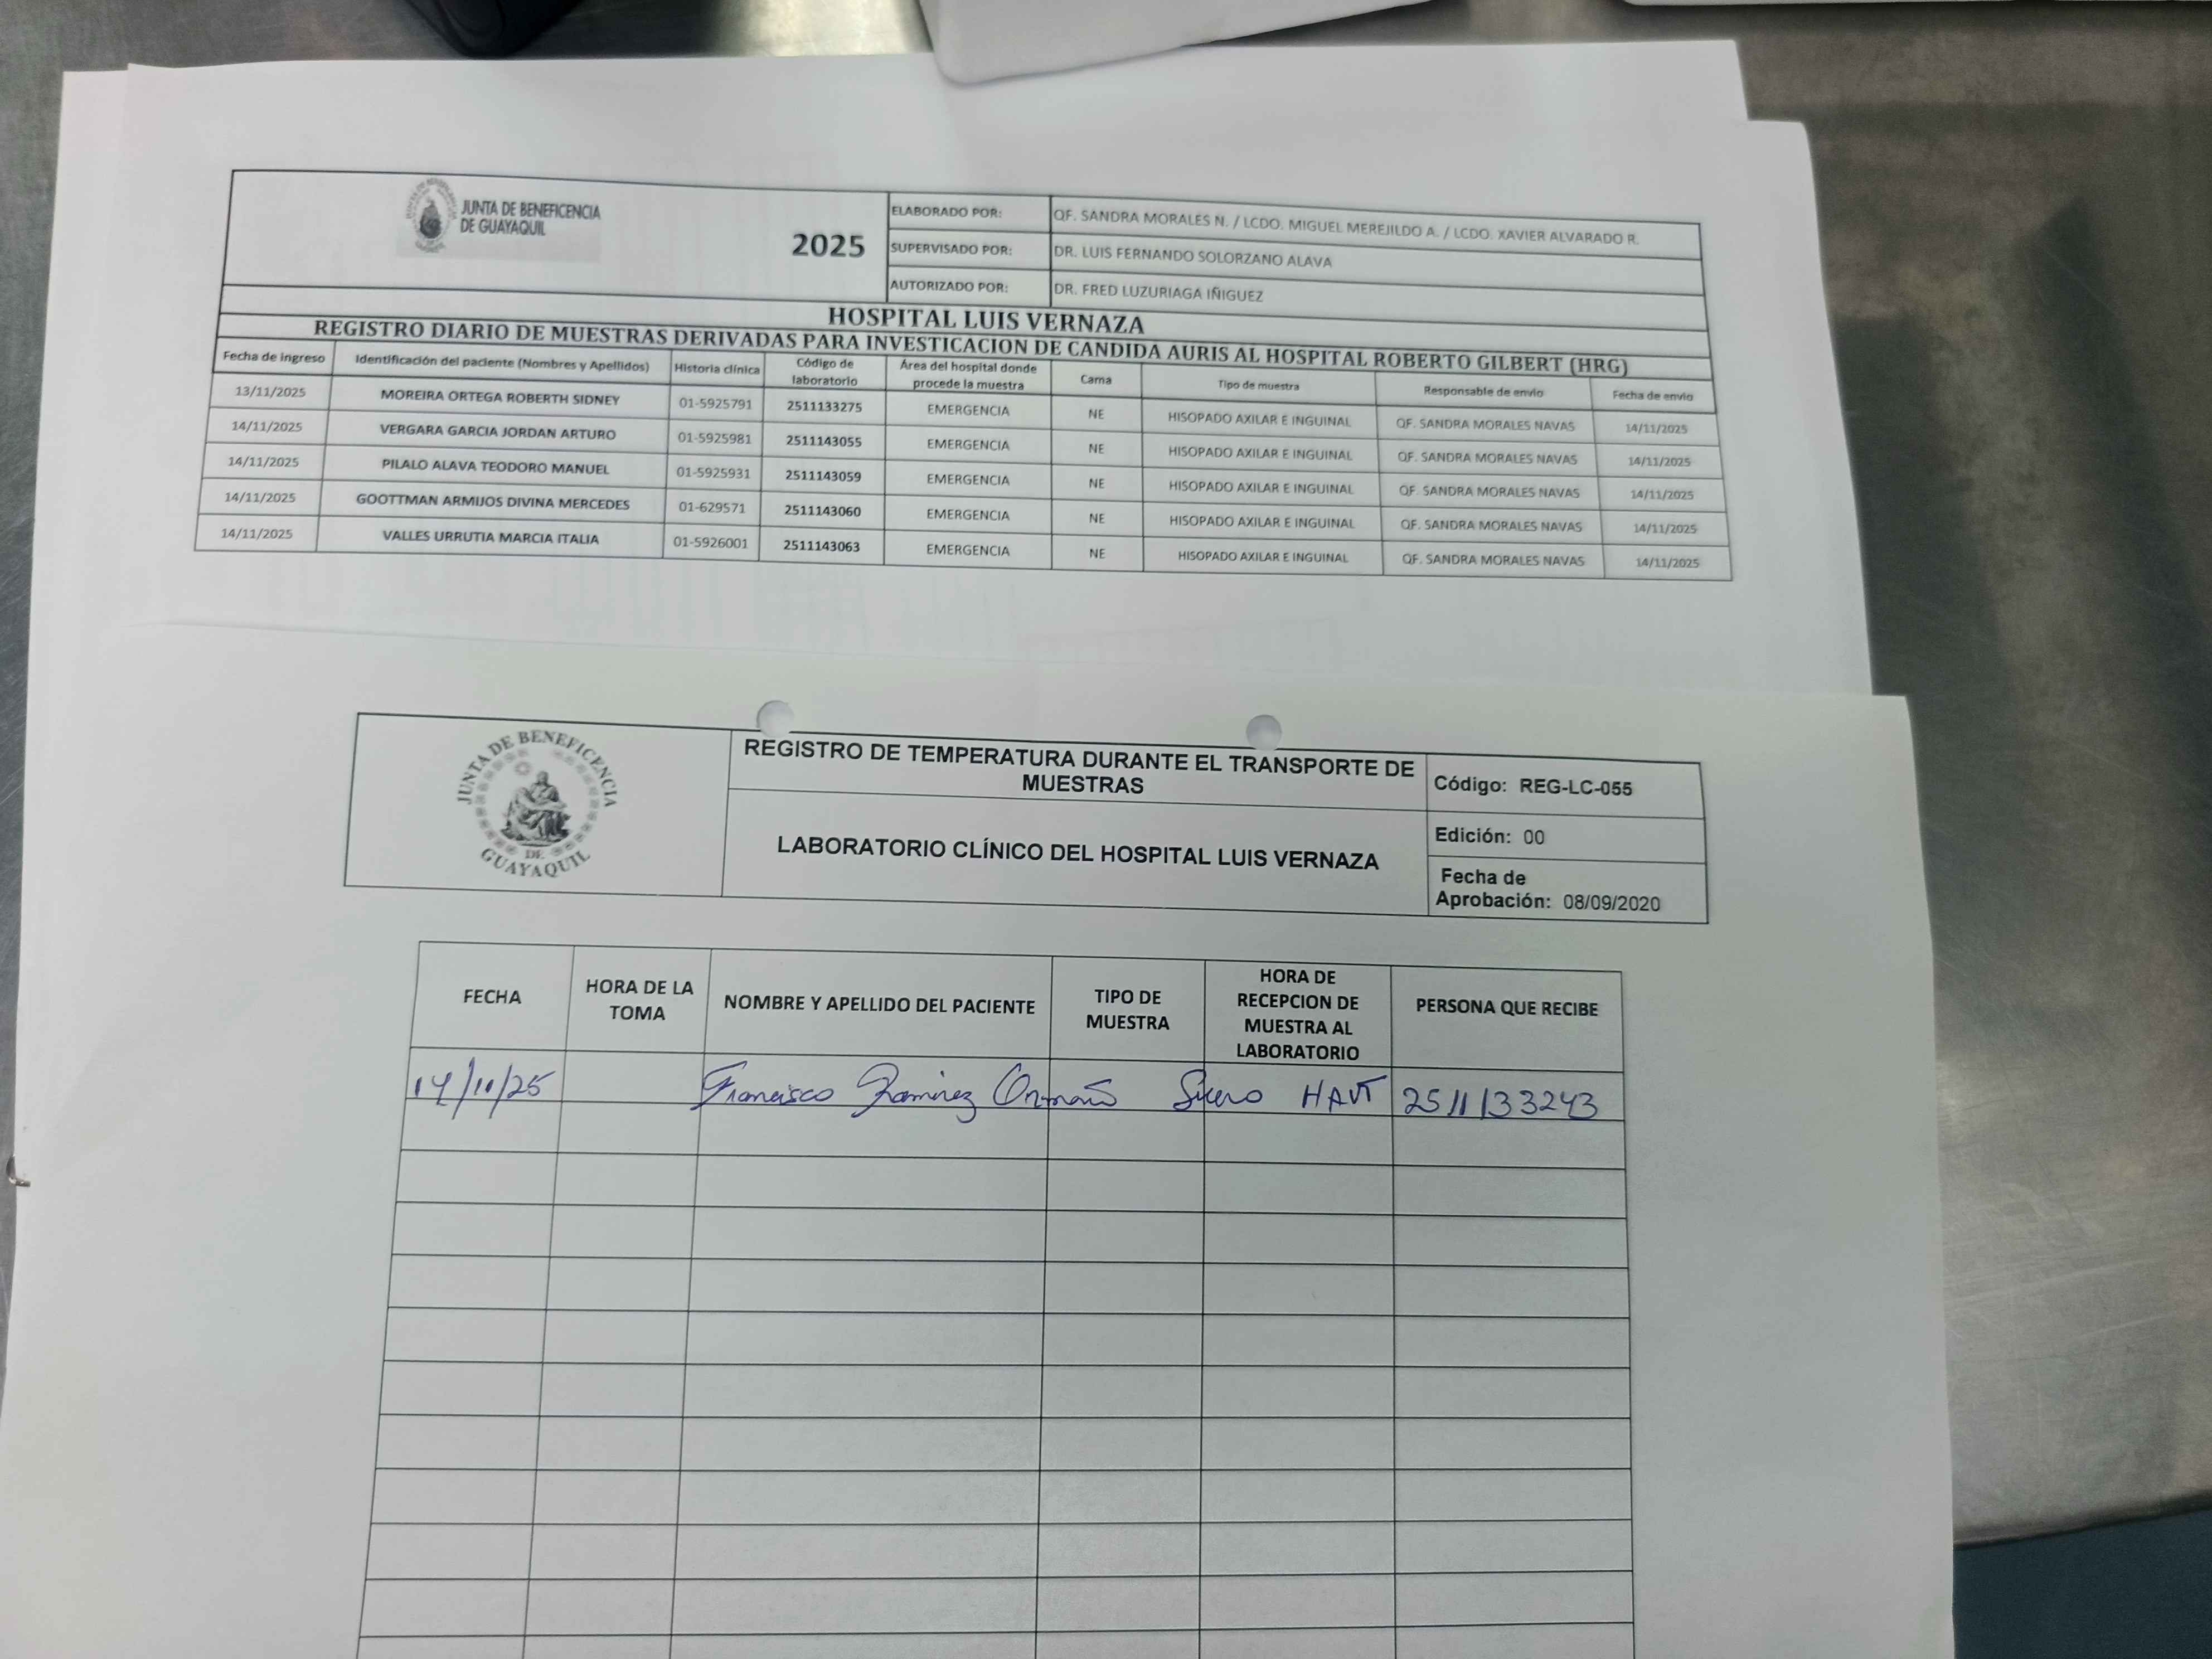 JUNTA DE BENEFICENCIA
DE GUAYAQUIL
2025
ELABORADO POR: QF. SANDRA MORALES N. / LCDO. MIGUEL MEREJILDO A. / LCDO. XAVIER ALVARADO R.
SUPERVISADO POR: DR. LUIS FERNANDO SOLORZANO ALAVA
AUTORIZADO POR: DR. FRED LUZURIAGA IÑIGUEZ
HOSPITAL LUIS VERNAZA
REGISTRO DIARIO DE MUESTRAS DERIVADAS PARA INVESTICACION DE CANDIDA AURIS AL HOSPITAL ROBERTO GILBERT (HRG)
Fecha de ingreso Identificación del paciente (Nombres y Apellidos) Historia clínica Código de laboratorio Área del hospital donde procede la muestra Cama Tipo de muestra Responsable de envio Fecha de envio
13/11/2025 MOREIRA ORTEGA ROBERTH SIDNEY 01-5925791 2511133275 EMERGENCIA NE HISOPADO AXILAR E INGUINAL QF. SANDRA MORALES NAVAS 14/11/2025
14/11/2025 VERGARA GARCIA JORDAN ARTURO 01-5925981 2511143055 EMERGENCIA NE HISOPADO AXILAR E INGUINAL QF. SANDRA MORALES NAVAS 14/11/2025
14/11/2025 PILALO ALAVA TEODORO MANUEL 01-5925931 2511143059 EMERGENCIA NE HISOPADO AXILAR E INGUINAL QF. SANDRA MORALES NAVAS 14/11/2025
14/11/2025 GOOTTMAN ARMIJOS DIVINA MERCEDES 01-629571 2511143060 EMERGENCIA NE HISOPADO AXILAR E INGUINAL QF. SANDRA MORALES NAVAS 14/11/2025
14/11/2025 VALLES URRUTIA MARCIA ITALIA 01-5926001 2511143063 EMERGENCIA NE HISOPADO AXILAR E INGUINAL QF. SANDRA MORALES NAVAS 14/11/2025
JUNTA DE BENEFICENCIA DE GUAYAQUIL
REGISTRO DE TEMPERATURA DURANTE EL TRANSPORTE DE
MUESTRAS
LABORATORIO CLÍNICO DEL HOSPITAL LUIS VERNAZA
Código: REG-LC-055
Edición: 00
Fecha de
Aprobación: 08/09/2020
FECHA HORA DE LA TOMA NOMBRE Y APELLIDO DEL PACIENTE TIPO DE MUESTRA HORA DE RECEPCION DE MUESTRA AL LABORATORIO PERSONA QUE RECIBE
14/11/25 Francisco Ramirez Suero 2511133243